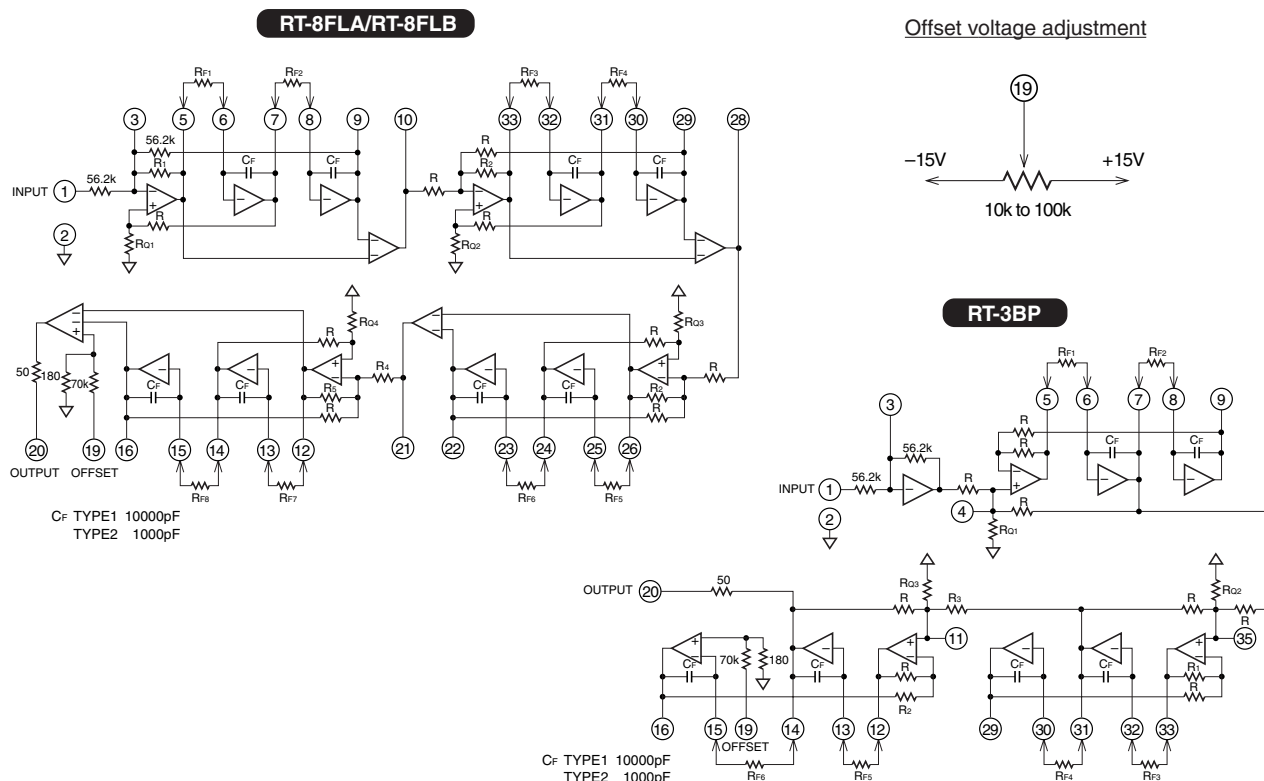 RT-8FLA/RT-8FLB
Offset voltage adjustment
RF1 RF2 RF3 RF4
19
3 5 6 7 8 9 10 33 32 31 30 29 28
–15V +15V
56.2k R
R1 CF CF R R2 CF CF
INPUT 1 56.2k
10k to 100k
R R
2 RQ1 RQ2
RT-3BP
RQ4 RQ3
R R
RF1 RF2
50 180 70k R4 R
CF CF R5 CF CF R2
R R
5 6 7 8 9
3
20 19 16 15 14 13 12 21 22 23 24 25 26
OUTPUT OFFSET
56.2k R
R CF CF
RF8 RF7 RF6 RF5
INPUT 1 56.2k R
CF TYPE1 10000pF
TYPE2 1000pF
2 4 R
RQ1
OUTPUT 20 50
RQ3 RQ2
R R3 R R
11 35
70k 180
CF CF R CF CF R1
R2 R
16 15 19 14 13 12 29 30 31 32 33
OFFSET
CF TYPE1 10000pF
TYPE2 1000pF
RF6 RF5 RF4 RF3